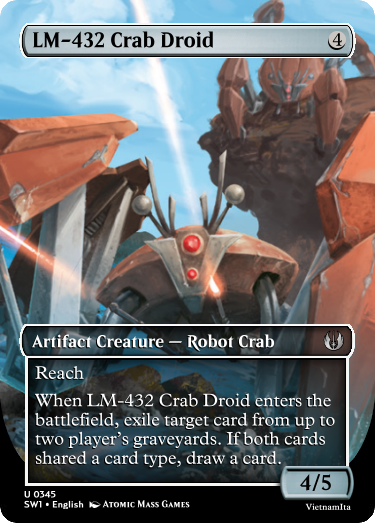 LM-432 Crab Droid 4
Artifact Creature — Robot Crab
Reach
When LM-432 Crab Droid enters the
battlefield, exile target card from up to
two player's graveyards. If both cards
shared a card type, draw a card.
4/5
U 0345
SW1 • English ATOMIC MASS GAMES
VietnamIta